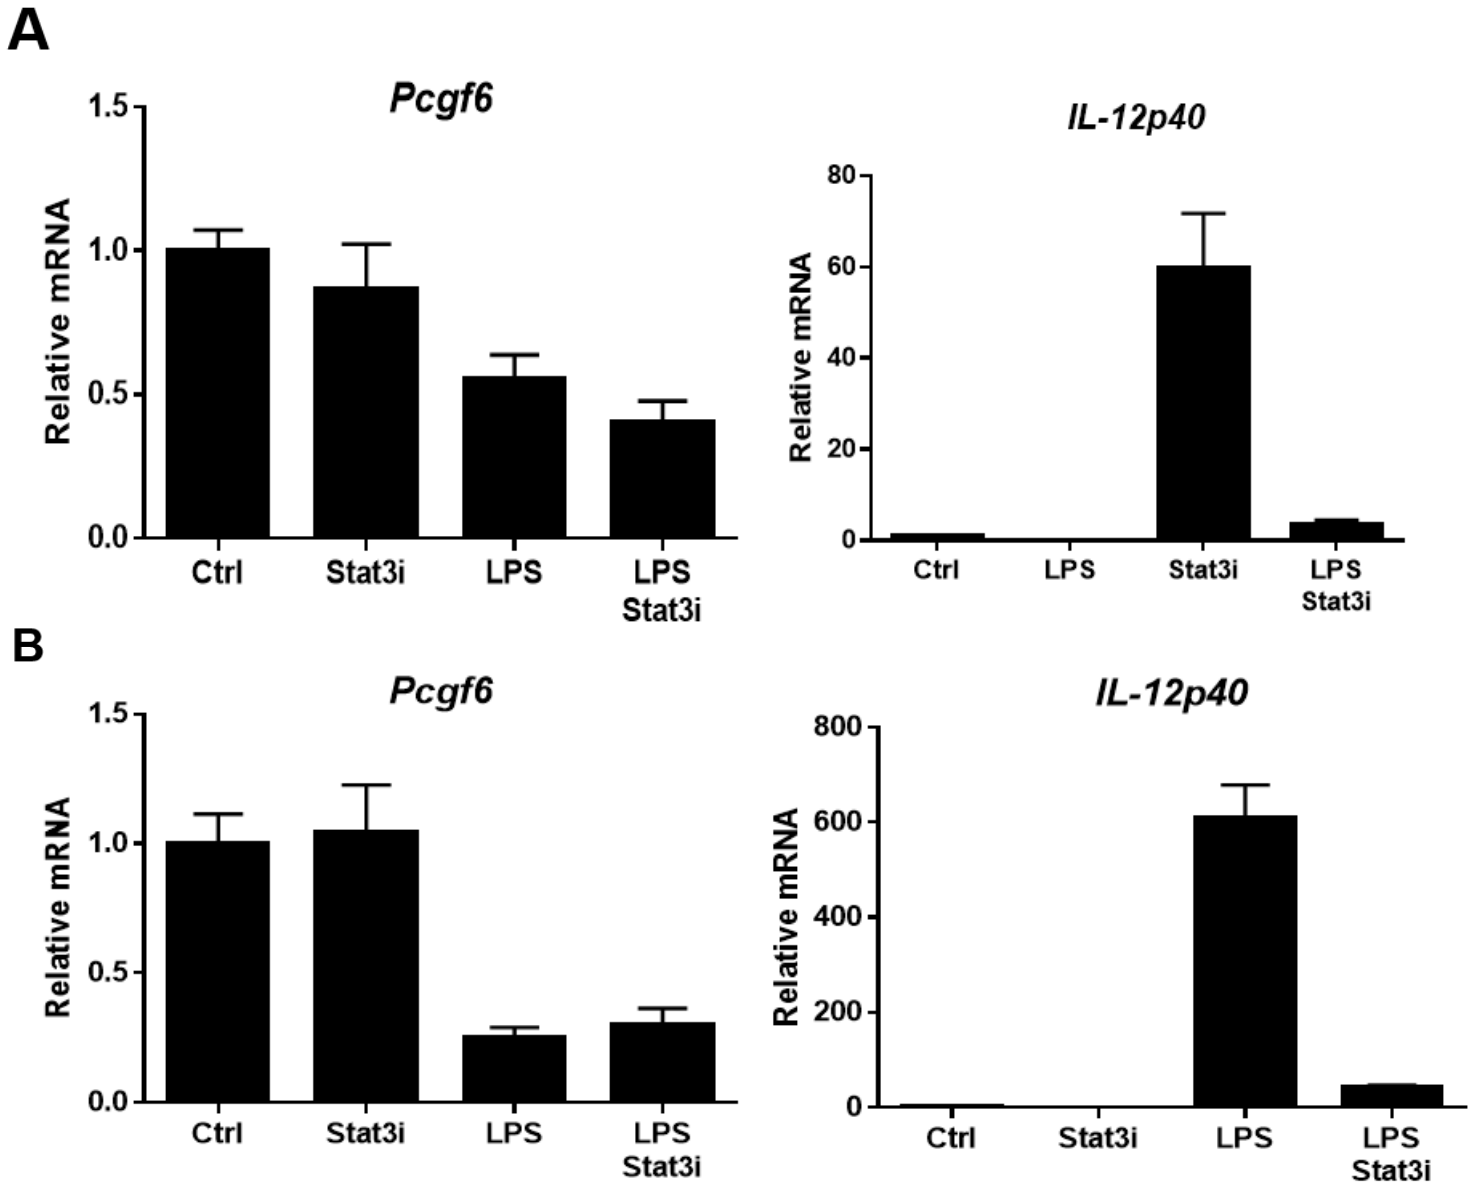 A
Pcgf6
Relative mRNA
1.5
1.0
0.5
0.0
Ctrl Stat3i LPS LPS
Stat3i
IL-12p40
Relative mRNA
80
60
40
20
0
Ctrl LPS Stat3i LPS
Stat3i
B
Pcgf6
Relative mRNA
1.5
1.0
0.5
0.0
Ctrl Stat3i LPS LPS
Stat3i
IL-12p40
Relative mRNA
800
600
400
200
0
Ctrl Stat3i LPS LPS
Stat3i